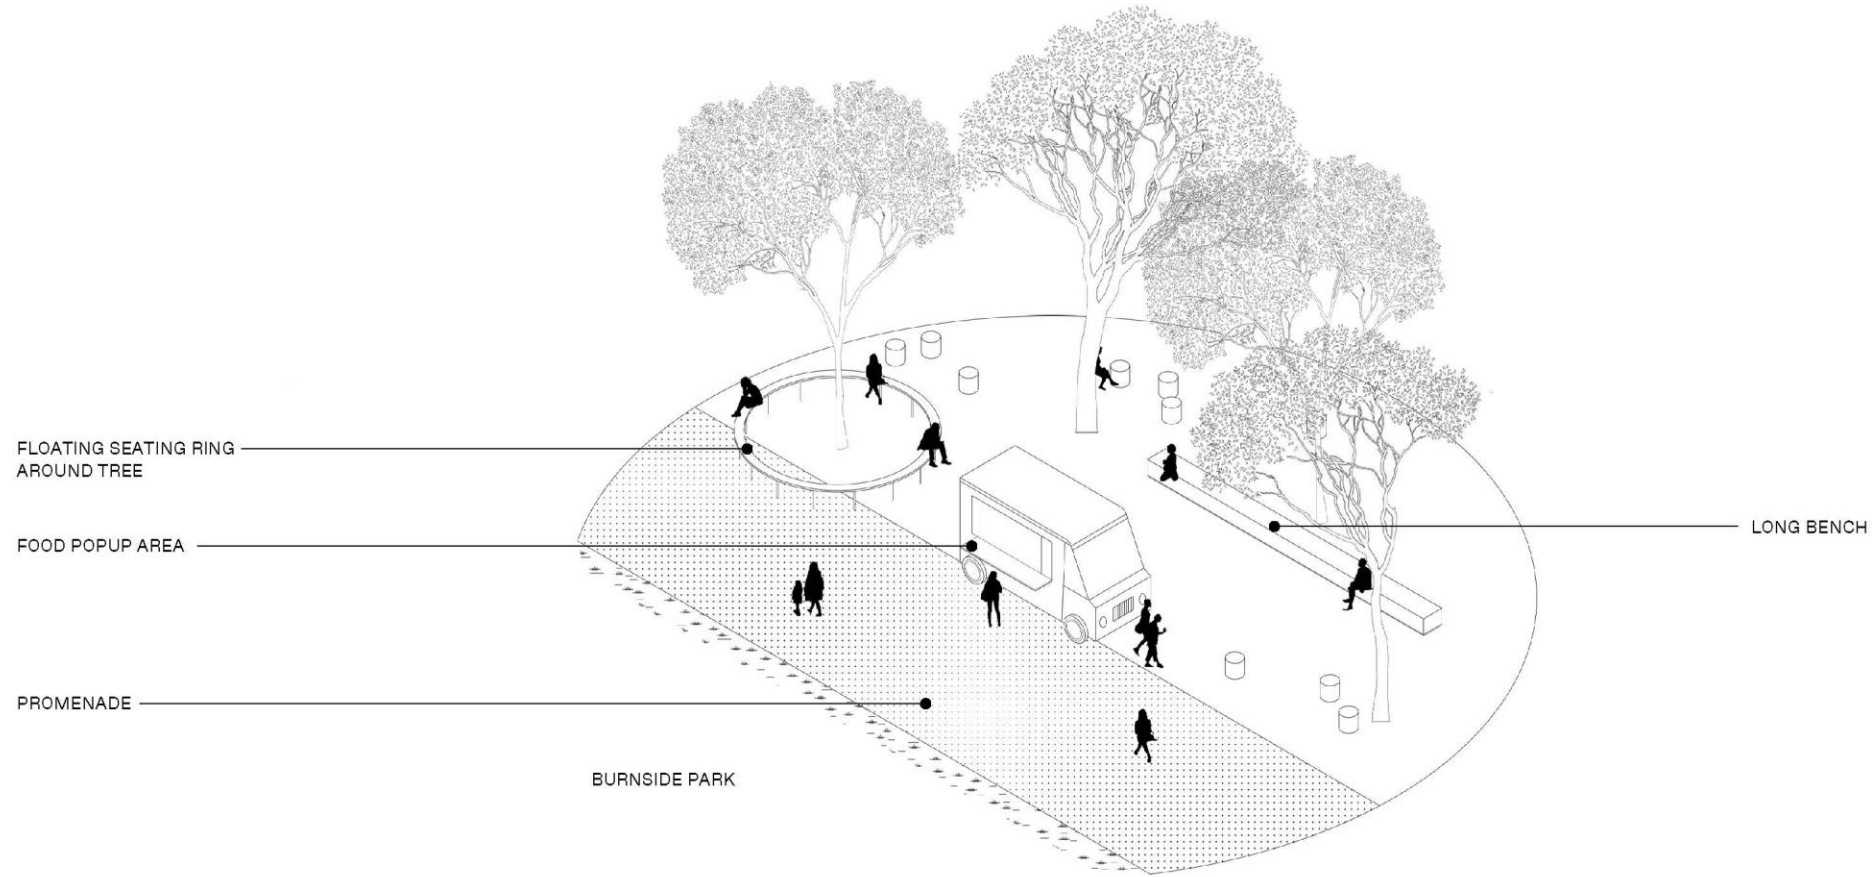 FLOATING SEATING RING
AROUND TREE
FOOD POPUP AREA
LONG BENCH
PROMENADE
BURNSIDE PARK